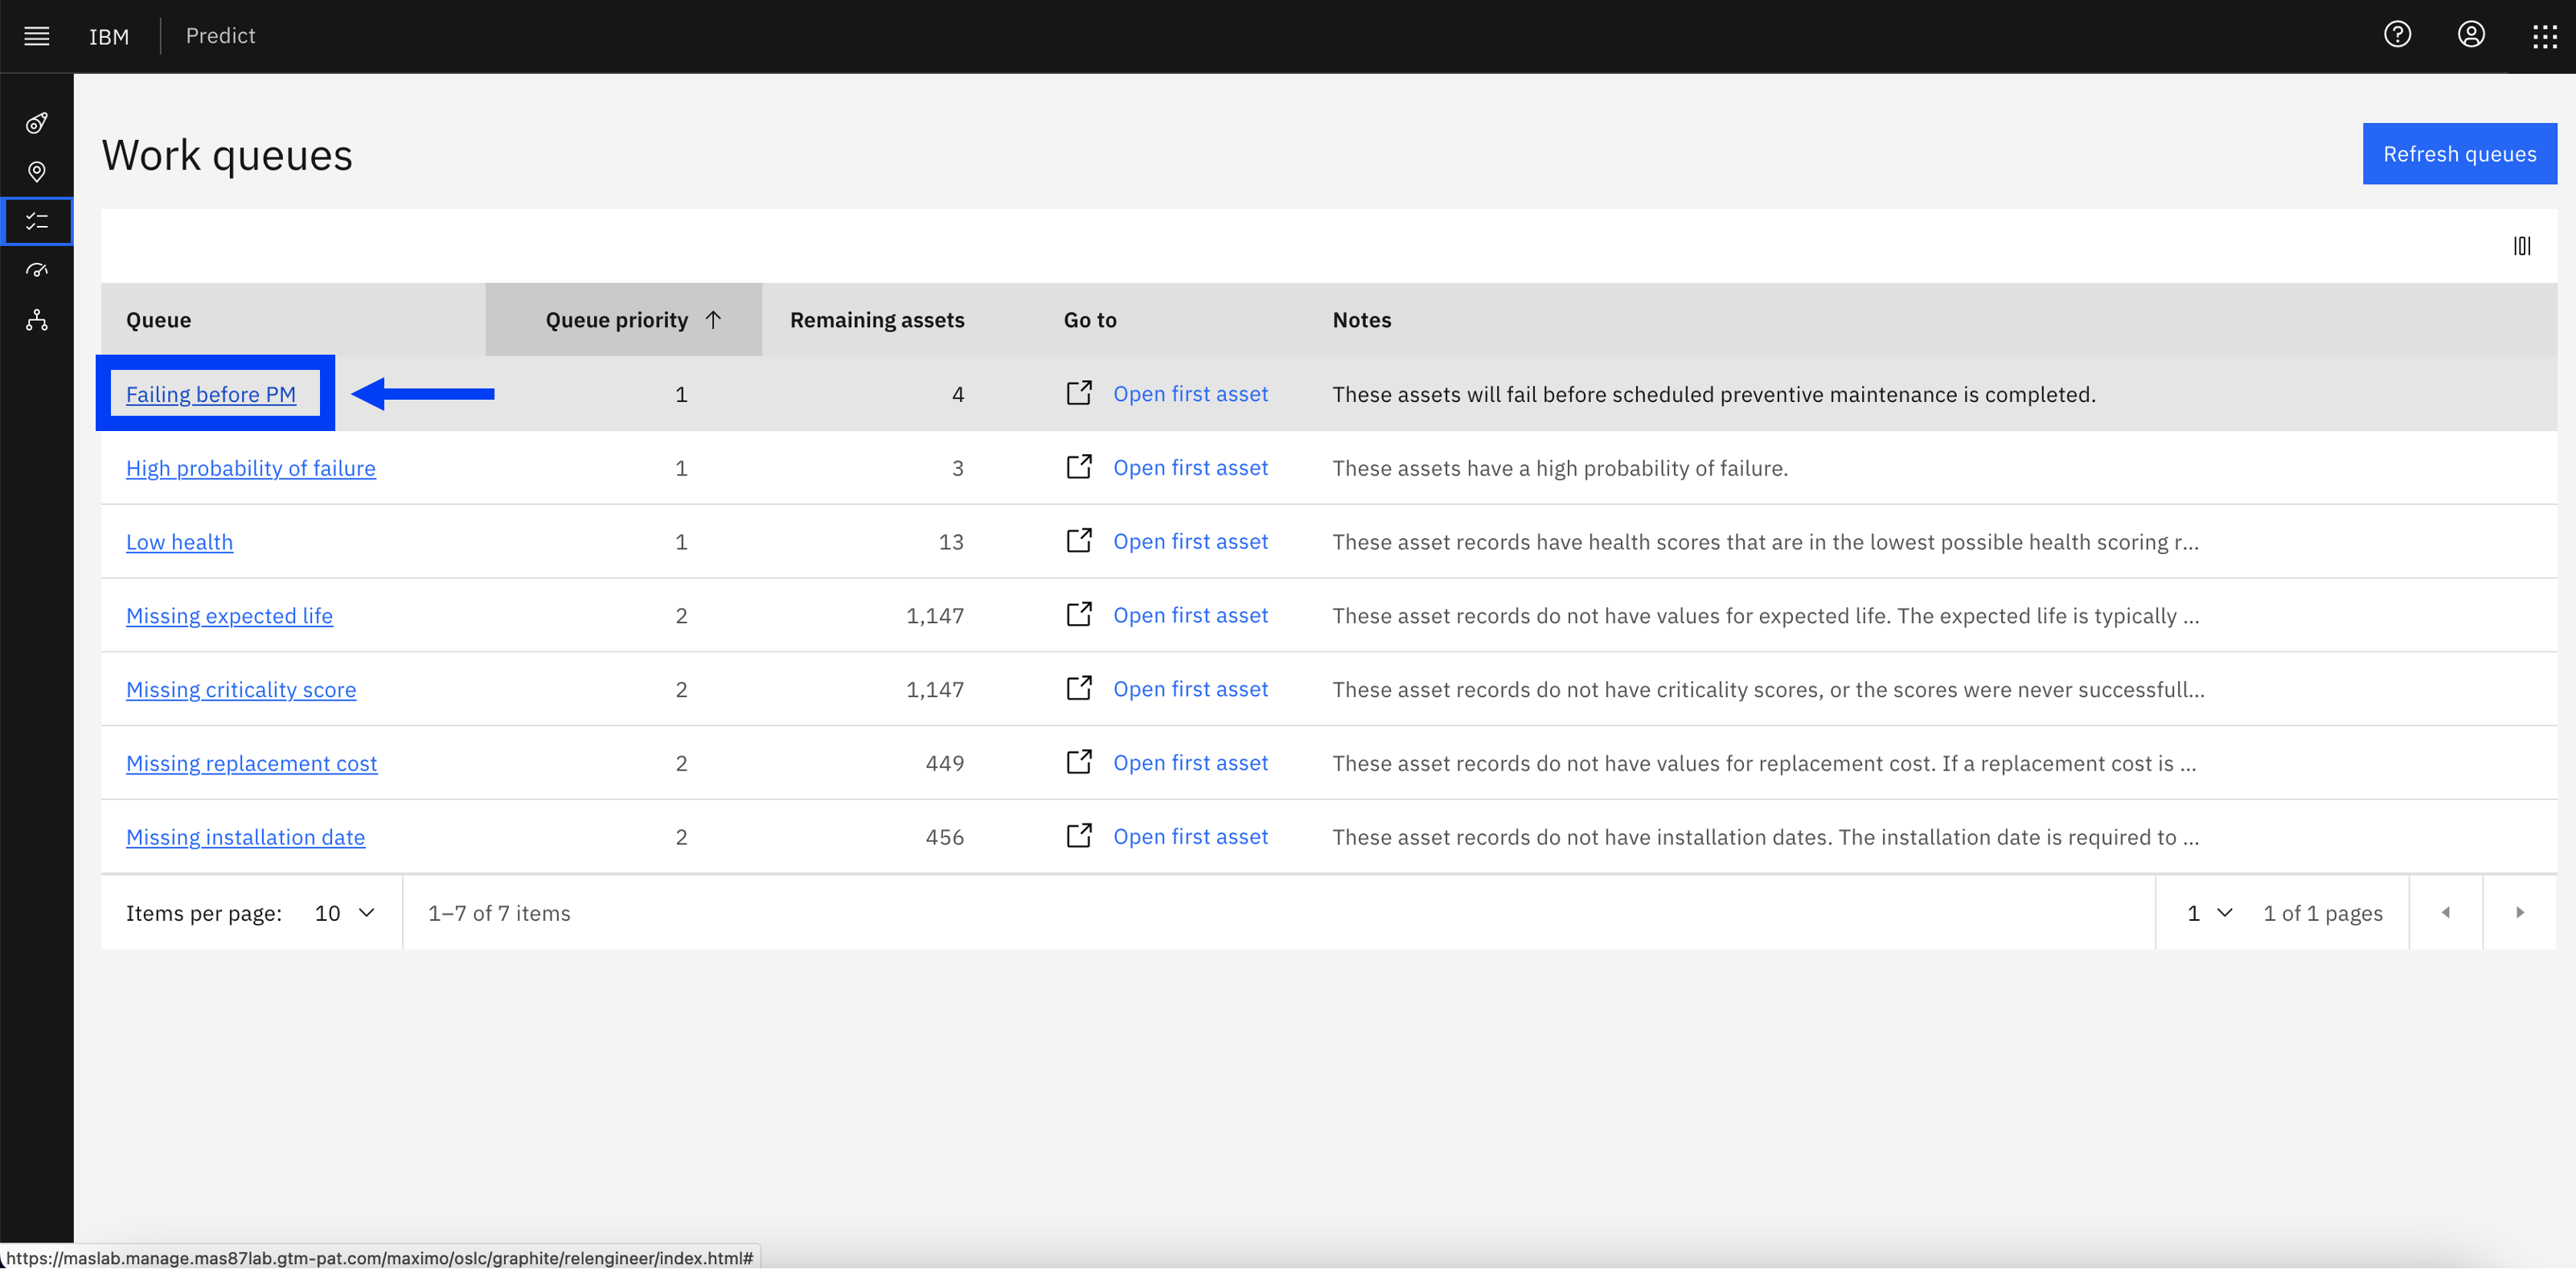 IBM Predict
Work queues
Refresh queues
Queue Queue priority Remaining assets Go to Notes
Failing before PM 1 4 Open first asset These assets will fail before scheduled preventive maintenance is completed.
High probability of failure 1 3 Open first asset These assets have a high probability of failure.
Low health 1 13 Open first asset These asset records have health scores that are in the lowest possible health scoring r...
Missing expected life 2 1,147 Open first asset These asset records do not have values for expected life. The expected life is typically ...
Missing criticality score 2 1,147 Open first asset These asset records do not have criticality scores, or the scores were never successfull...
Missing replacement cost 2 449 Open first asset These asset records do not have values for replacement cost. If a replacement cost is ...
Missing installation date 2 456 Open first asset These asset records do not have installation dates. The installation date is required to ...
Items per page: 10 1–7 of 7 items 1 1 of 1 pages
https://maslab.manage.mas87lab.gtm-pat.com/maximo/oslc/graphite/relengineer/index.html#